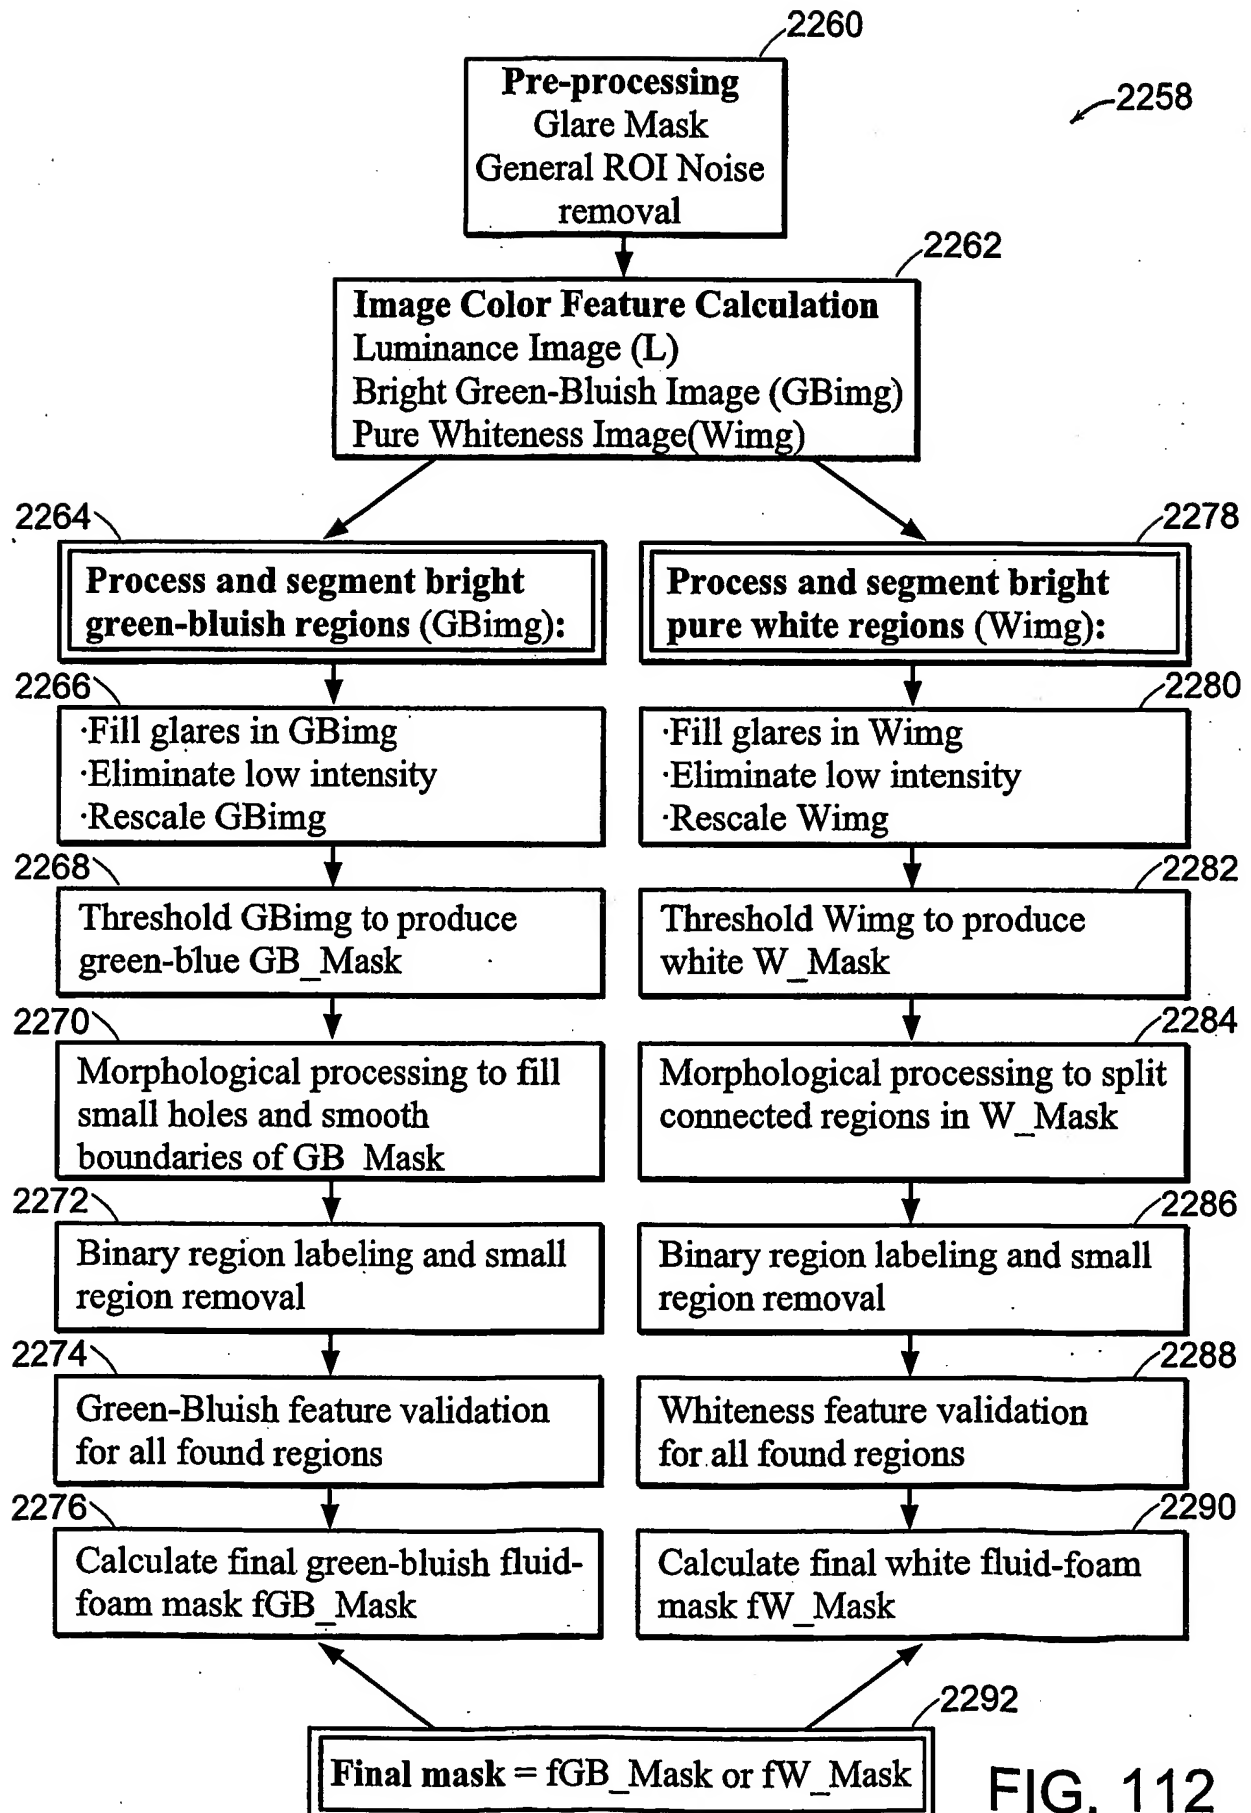 2260
Pre-processing
Glare Mask
General ROI Noise
removal
2258
2262
Image Color Feature Calculation
Luminance Image (L)
Bright Green-Bluish Image (GBimg)
Pure Whiteness Image(Wimg)
2264
Process and segment bright
green-bluish regions (GBimg):
2266
·Fill glares in GBimg
·Eliminate low intensity
·Rescale GBimg
2268
Threshold GBimg to produce
green-blue GB_Mask
2270
Morphological processing to fill
small holes and smooth
boundaries of GB_Mask
2272
Binary region labeling and small
region removal
2274
Green-Bluish feature validation
for all found regions
2276
Calculate final green-bluish fluid-
foam mask fGB_Mask
2278
Process and segment bright
pure white regions (Wimg):
2280
·Fill glares in Wimg
·Eliminate low intensity
·Rescale Wimg
2282
Threshold Wimg to produce
white W_Mask
2284
Morphological processing to split
connected regions in W_Mask
2286
Binary region labeling and small
region removal
2288
Whiteness feature validation
for all found regions
2290
Calculate final white fluid-foam
mask fW_Mask
2292
Final mask = fGB_Mask or fW_Mask
FIG. 112